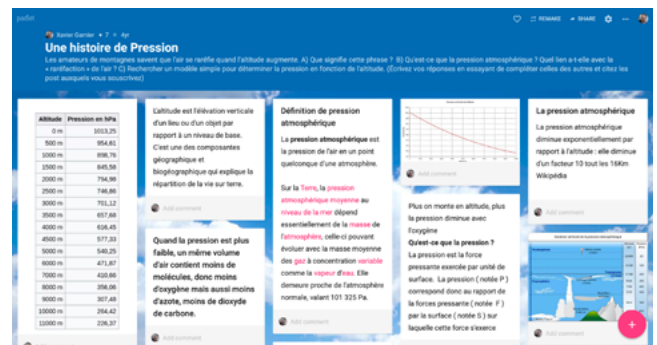 padlet
REMAKE
SHARE
Xavier Garnier + 7 • 4yr
Une histoire de Pression
Les amateurs de montagnes savent que l'air se raréfie quand l'altitude augmente. A) Que signifie cette phrase ? B) Qu'est-ce que la pression atmosphérique ? Quel lien a-t-elle avec la
« raréfaction » de l'air ? C) Rechercher un modèle simple pour déterminer la pression en fonction de l'altitude. (Écrivez vos réponses en essayant de compléter celles des autres et citez les
post auxquels vous souscrivez)
Altitude Pression en hPa
0 m 1013,25
500 m 954,61
1000 m 898,76
1500 m 845,58
2000 m 794,98
2500 m 746,86
3000 m 701,12
3500 m 657,68
4000 m 616,45
4500 m 577,33
5000 m 540,25
6000 m 471,87
7000 m 410,66
8000 m 356,06
9000 m 307,48
10000 m 264,42
11000 m 226,37
L'altitude est l'élévation verticale
d'un lieu ou d'un objet par
rapport à un niveau de base.
C'est une des composantes
géographique et
biogéographique qui explique la
répartition de la vie sur terre.
Add comment
Quand la pression est plus
faible, un même volume
d'air contient moins de
molécules, donc moins
d'oxygène mais aussi moins
d'azote, moins de dioxyde
de carbone.
Add comment
Définition de pression
atmosphérique
La pression atmosphérique est
la pression de l'air en un point
quelconque d'une atmosphère.
Sur la Terre, la pression
atmosphérique moyenne au
niveau de la mer dépend
essentiellement de la masse de
l'atmosphère, celle-ci pouvant
évoluer avec la masse moyenne
des gaz à concentration variable
comme la vapeur d'eau. Elle
demeure proche de l'atmosphère
normale, valant 101 325 Pa.
Add comment
Add comment
Plus on monte en altitude, plus
la pression diminue avec
l'oxygène
Qu'est-ce que la pression ?
La pression est la force
pressante exercée par unité de
surface. La pression ( notée P )
correspond donc au rapport de
la forces pressante ( notée F )
par la surface ( notée S ) sur
laquelle cette force s'exerce
La pression atmosphérique
La pression atmosphérique
diminue exponentiellement par
rapport à l'altitude : elle diminue
d'un facteur 10 tout les 16Km
Wikipédia
Add comment
Add comment